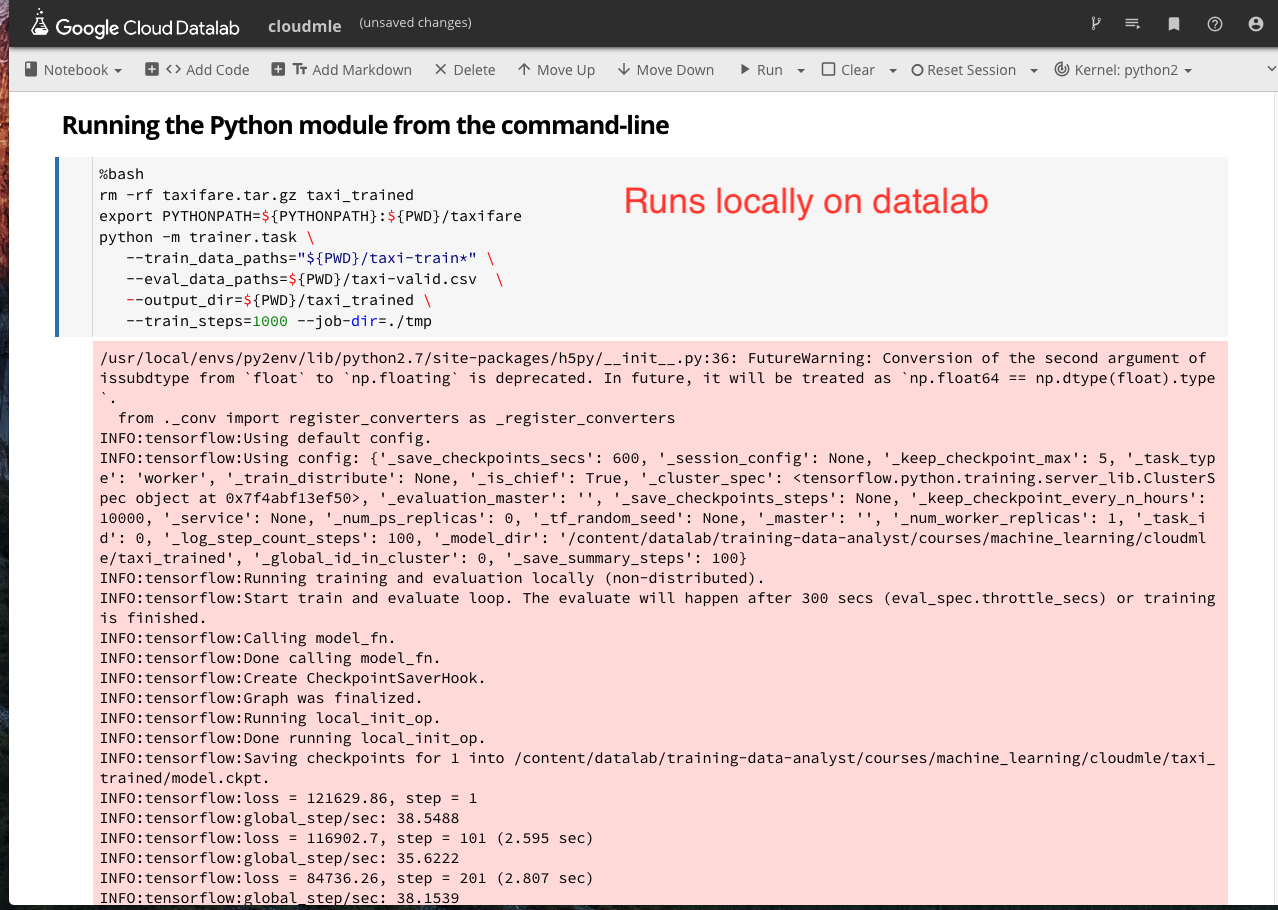 Google Cloud Datalab cloudmle (unsaved changes)
Notebook Add Code Add Markdown Delete Move Up Move Down Run Clear Reset Session Kernel: python2
Running the Python module from the command-line
%bash
rm -rf taxifare.tar.gz taxi_trained
export PYTHONPATH=${PYTHONPATH}:${PWD}/taxifare
python -m trainer.task \
--train_data_paths="${PWD}/taxi-train*" \
--eval_data_paths=${PWD}/taxi-valid.csv \
--output_dir=${PWD}/taxi_trained \
--train_steps=1000 --job-dir=./tmp
Runs locally on datalab
/usr/local/envs/py2env/lib/python2.7/site-packages/h5py/__init__.py:36: FutureWarning: Conversion of the second argument of
issubdtype from `float` to `np.floating` is deprecated. In future, it will be treated as `np.float64 == np.dtype(float).type
`.
from ._conv import register_converters as _register_converters
INFO:tensorflow:Using default config.
INFO:tensorflow:Using config: {'_save_checkpoints_secs': 600, '_session_config': None, '_keep_checkpoint_max': 5, '_task_typ
e': 'worker', '_train_distribute': None, '_is_chief': True, '_cluster_spec': <tensorflow.python.training.server_lib.ClusterS
pec object at 0x7f4abf13ef50>, '_evaluation_master': '', '_save_checkpoints_steps': None, '_keep_checkpoint_every_n_hours':
10000, '_service': None, '_num_ps_replicas': 0, '_tf_random_seed': None, '_master': '', '_num_worker_replicas': 1, '_task_i
d': 0, '_log_step_count_steps': 100, '_model_dir': '/content/datalab/training-data-analyst/courses/machine_learning/cloudml
e/taxi_trained', '_global_id_in_cluster': 0, '_save_summary_steps': 100}
INFO:tensorflow:Running training and evaluation locally (non-distributed).
INFO:tensorflow:Start train and evaluate loop. The evaluate will happen after 300 secs (eval_spec.throttle_secs) or training
is finished.
INFO:tensorflow:Calling model_fn.
INFO:tensorflow:Done calling model_fn.
INFO:tensorflow:Create CheckpointSaverHook.
INFO:tensorflow:Graph was finalized.
INFO:tensorflow:Running local_init_op.
INFO:tensorflow:Done running local_init_op.
INFO:tensorflow:Saving checkpoints for 1 into /content/datalab/training-data-analyst/courses/machine_learning/cloudmle/taxi_
trained/model.ckpt.
INFO:tensorflow:loss = 121629.86, step = 1
INFO:tensorflow:global_step/sec: 38.5488
INFO:tensorflow:loss = 116902.7, step = 101 (2.595 sec)
INFO:tensorflow:global_step/sec: 35.6222
INFO:tensorflow:loss = 84736.26, step = 201 (2.807 sec)
INFO:tensorflow:global_step/sec: 38.1539